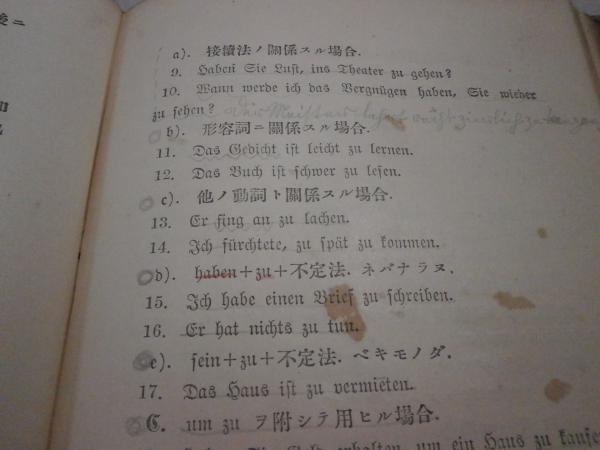 a). 接續法ノ關係スル場合.
9. Haben Sie Lust, ins Theater zu gehen?
10. Wann werde ich das Vergnügen haben, Sie wieder
zu sehen?
b). 形容詞ニ關係スル場合.
11. Das Gedicht ist leicht zu lernen.
12. Das Buch ist schwer zu lesen.
c). 他ノ動詞ト關係スル場合.
13. Er fing an zu lachen.
14. Ich fürchtete, zu spät zu kommen.
d). haben+zu+不定法. ネバナラヌ.
15. Ich habe einen Brief zu schreiben.
16. Er hat nichts zu tun.
e). sein+zu+不定法. ベキモノダ.
17. Das Haus ist zu vermieten.
C. um zu ヲ附シテ用ヒル場合.
um ein Haus zu kaufen